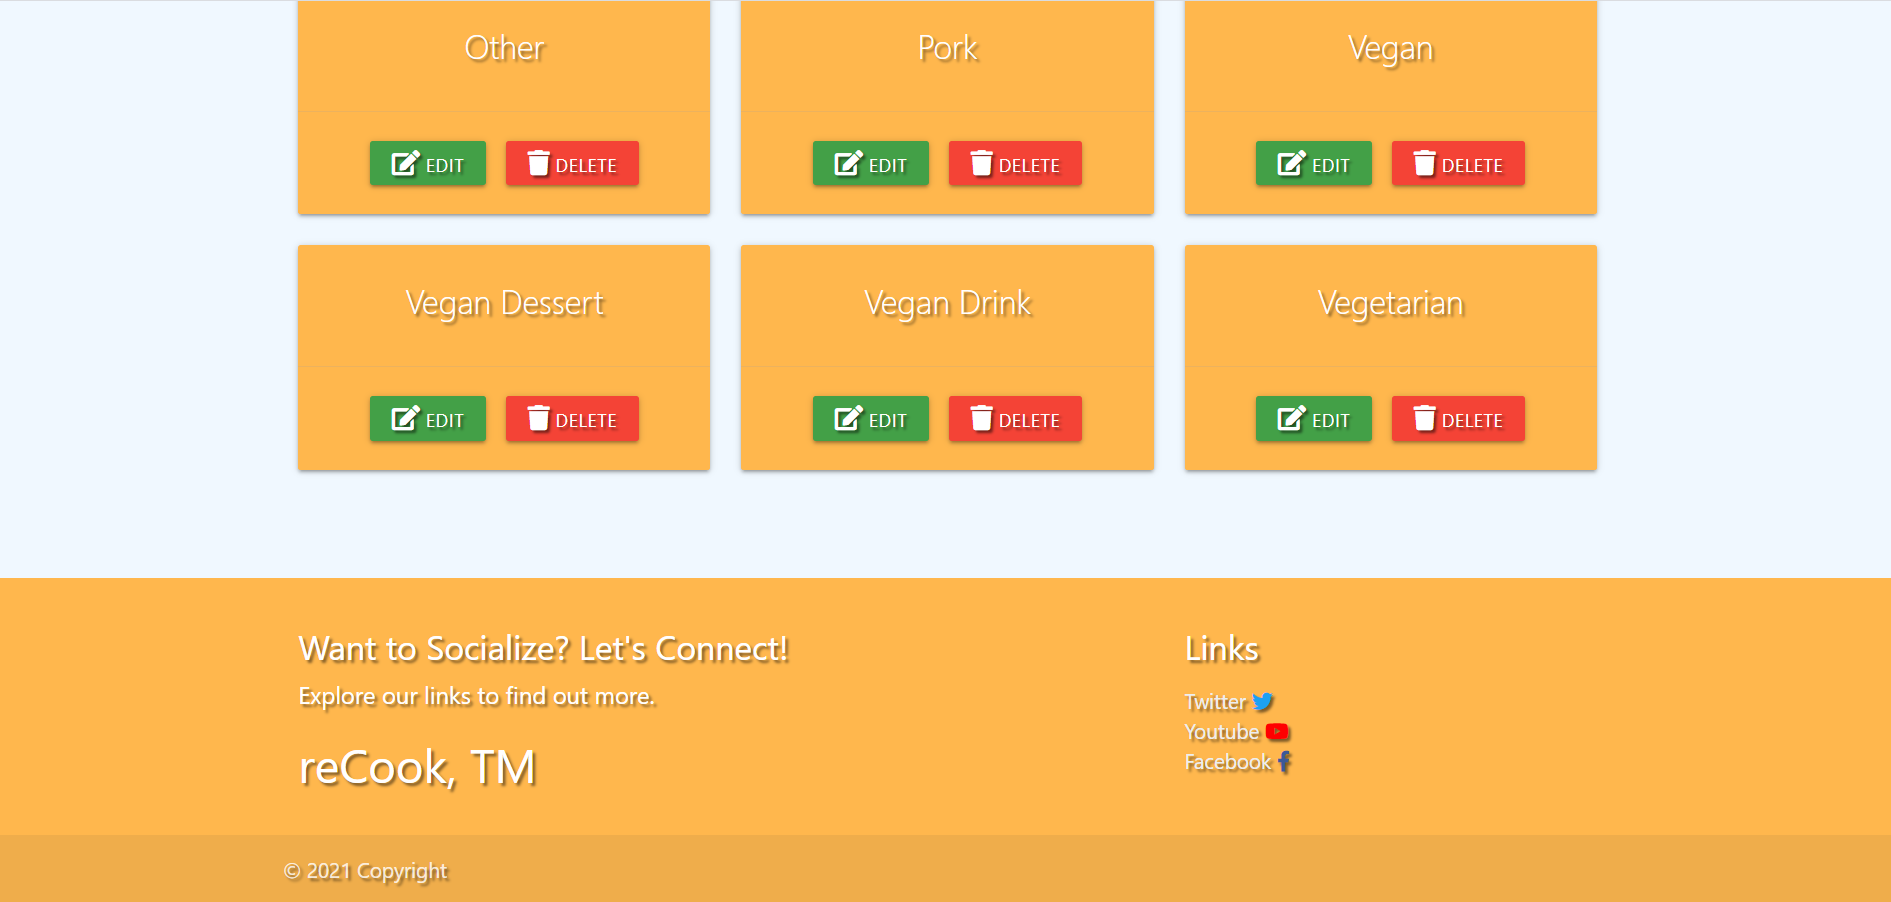 Other Pork Vegan
EDIT DELETE EDIT DELETE EDIT DELETE
Vegan Dessert Vegan Drink Vegetarian
EDIT DELETE EDIT DELETE EDIT DELETE
Want to Socialize? Let's Connect!
Explore our links to find out more.
reCook, TM
Links
Twitter
Youtube
Facebook
© 2021 Copyright